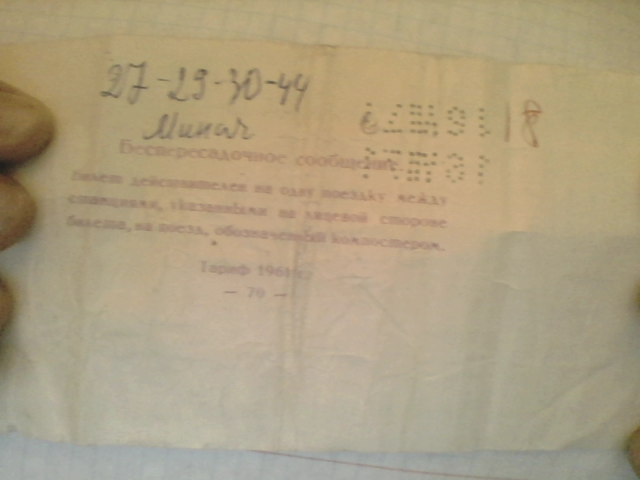 27-29-30-44
18
Беспересадочное сообщение
Билет действителен на одну поездку между
станциями, указанными на лицевой стороне
билета, на поезд, обозначенный компостером.
Тариф 1961 г.
— 70 —